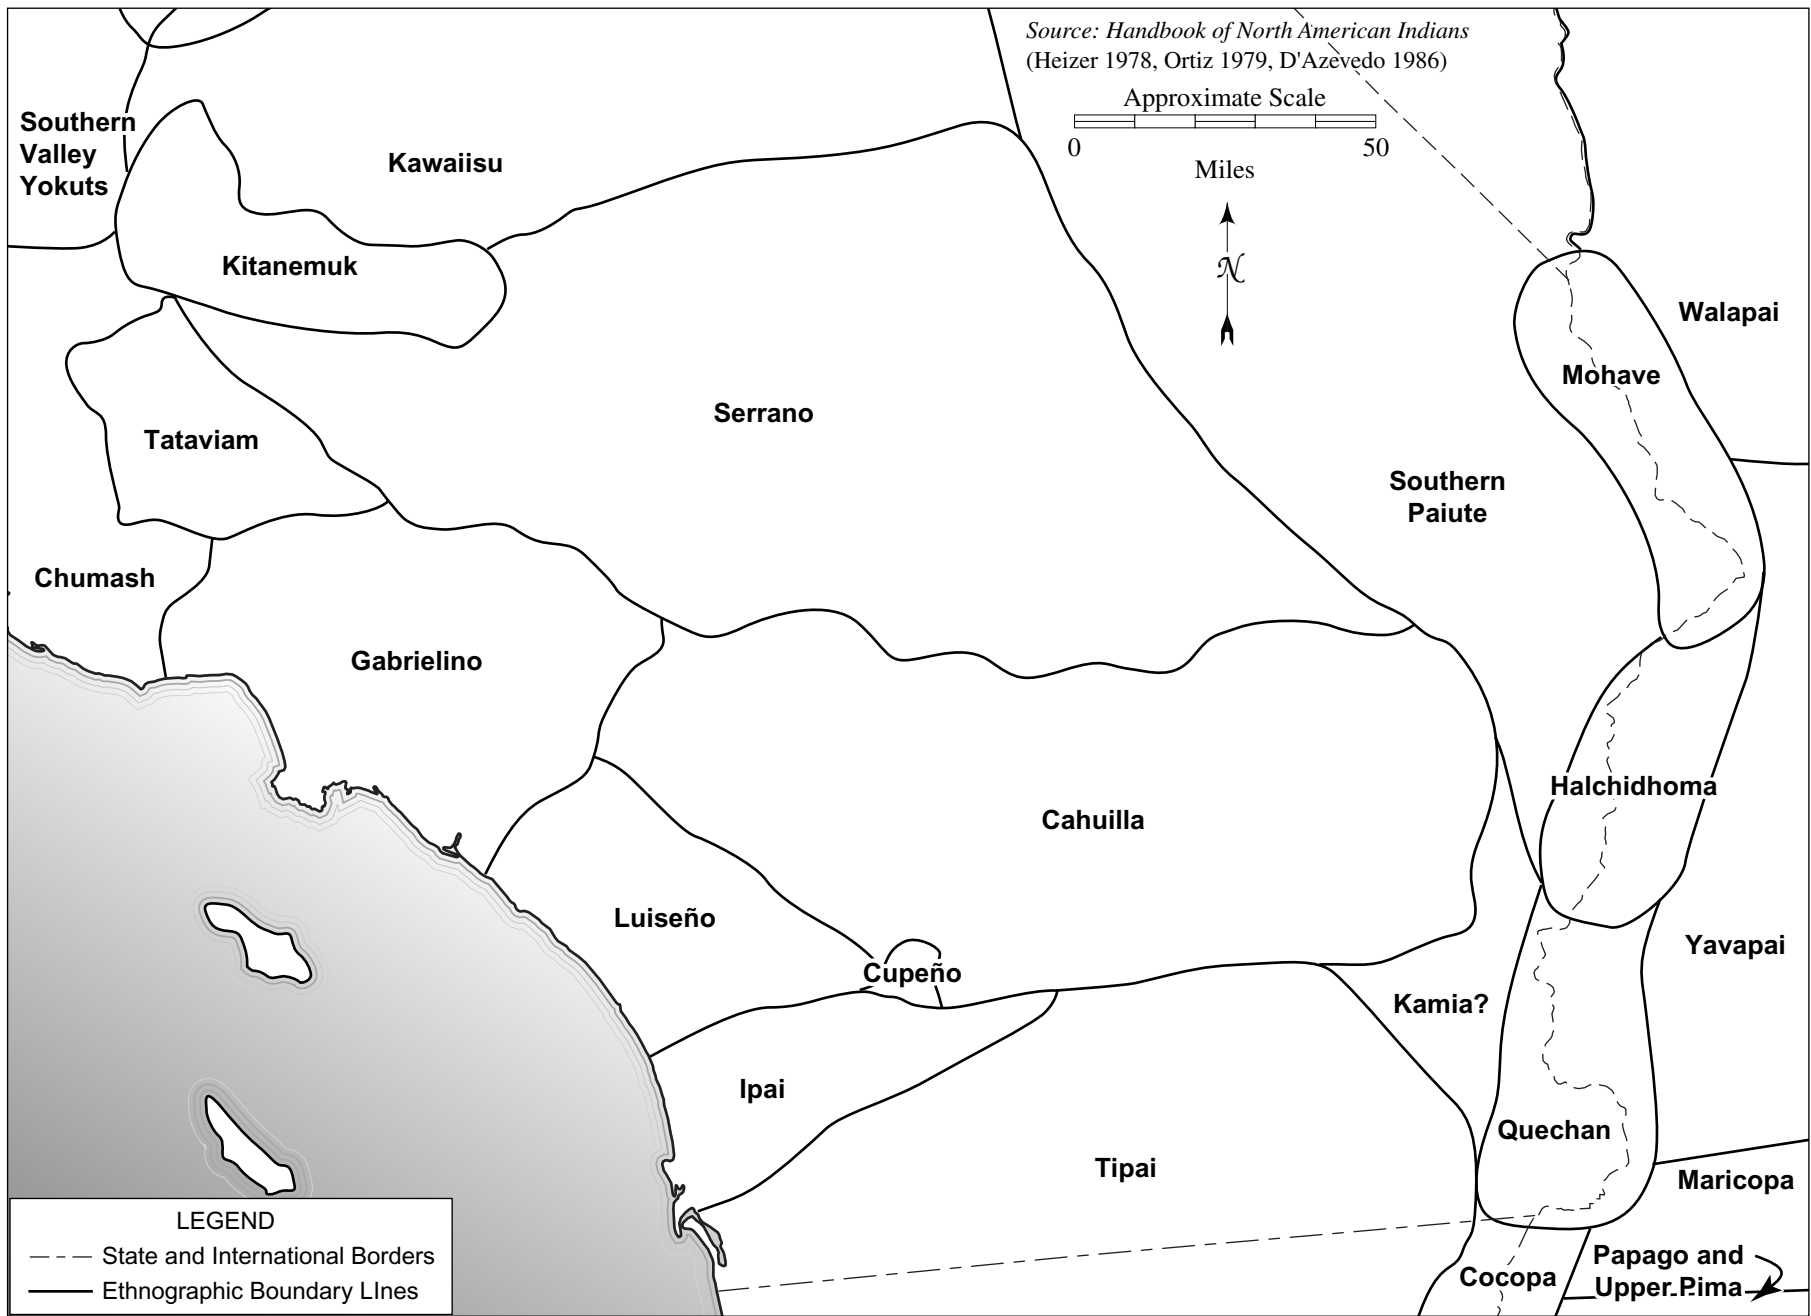 Source: Handbook of North American Indians
(Heizer 1978, Ortiz 1979, D'Azevedo 1986)
Approximate Scale
0 50
Miles
N
Southern
Valley
Yokuts
Kawaiisu
Kitanemuk
Walapai
Mohave
Serrano
Tataviam
Southern
Paiute
Chumash
Gabrielino
Halchidhoma
Cahuilla
Luiseño
Yavapai
Cupeño
Kamia?
Ipai
Quechan
Tipai
Maricopa
Papago and
Upper Pima
Cocopa
LEGEND
State and International Borders
Ethnographic Boundary LInes